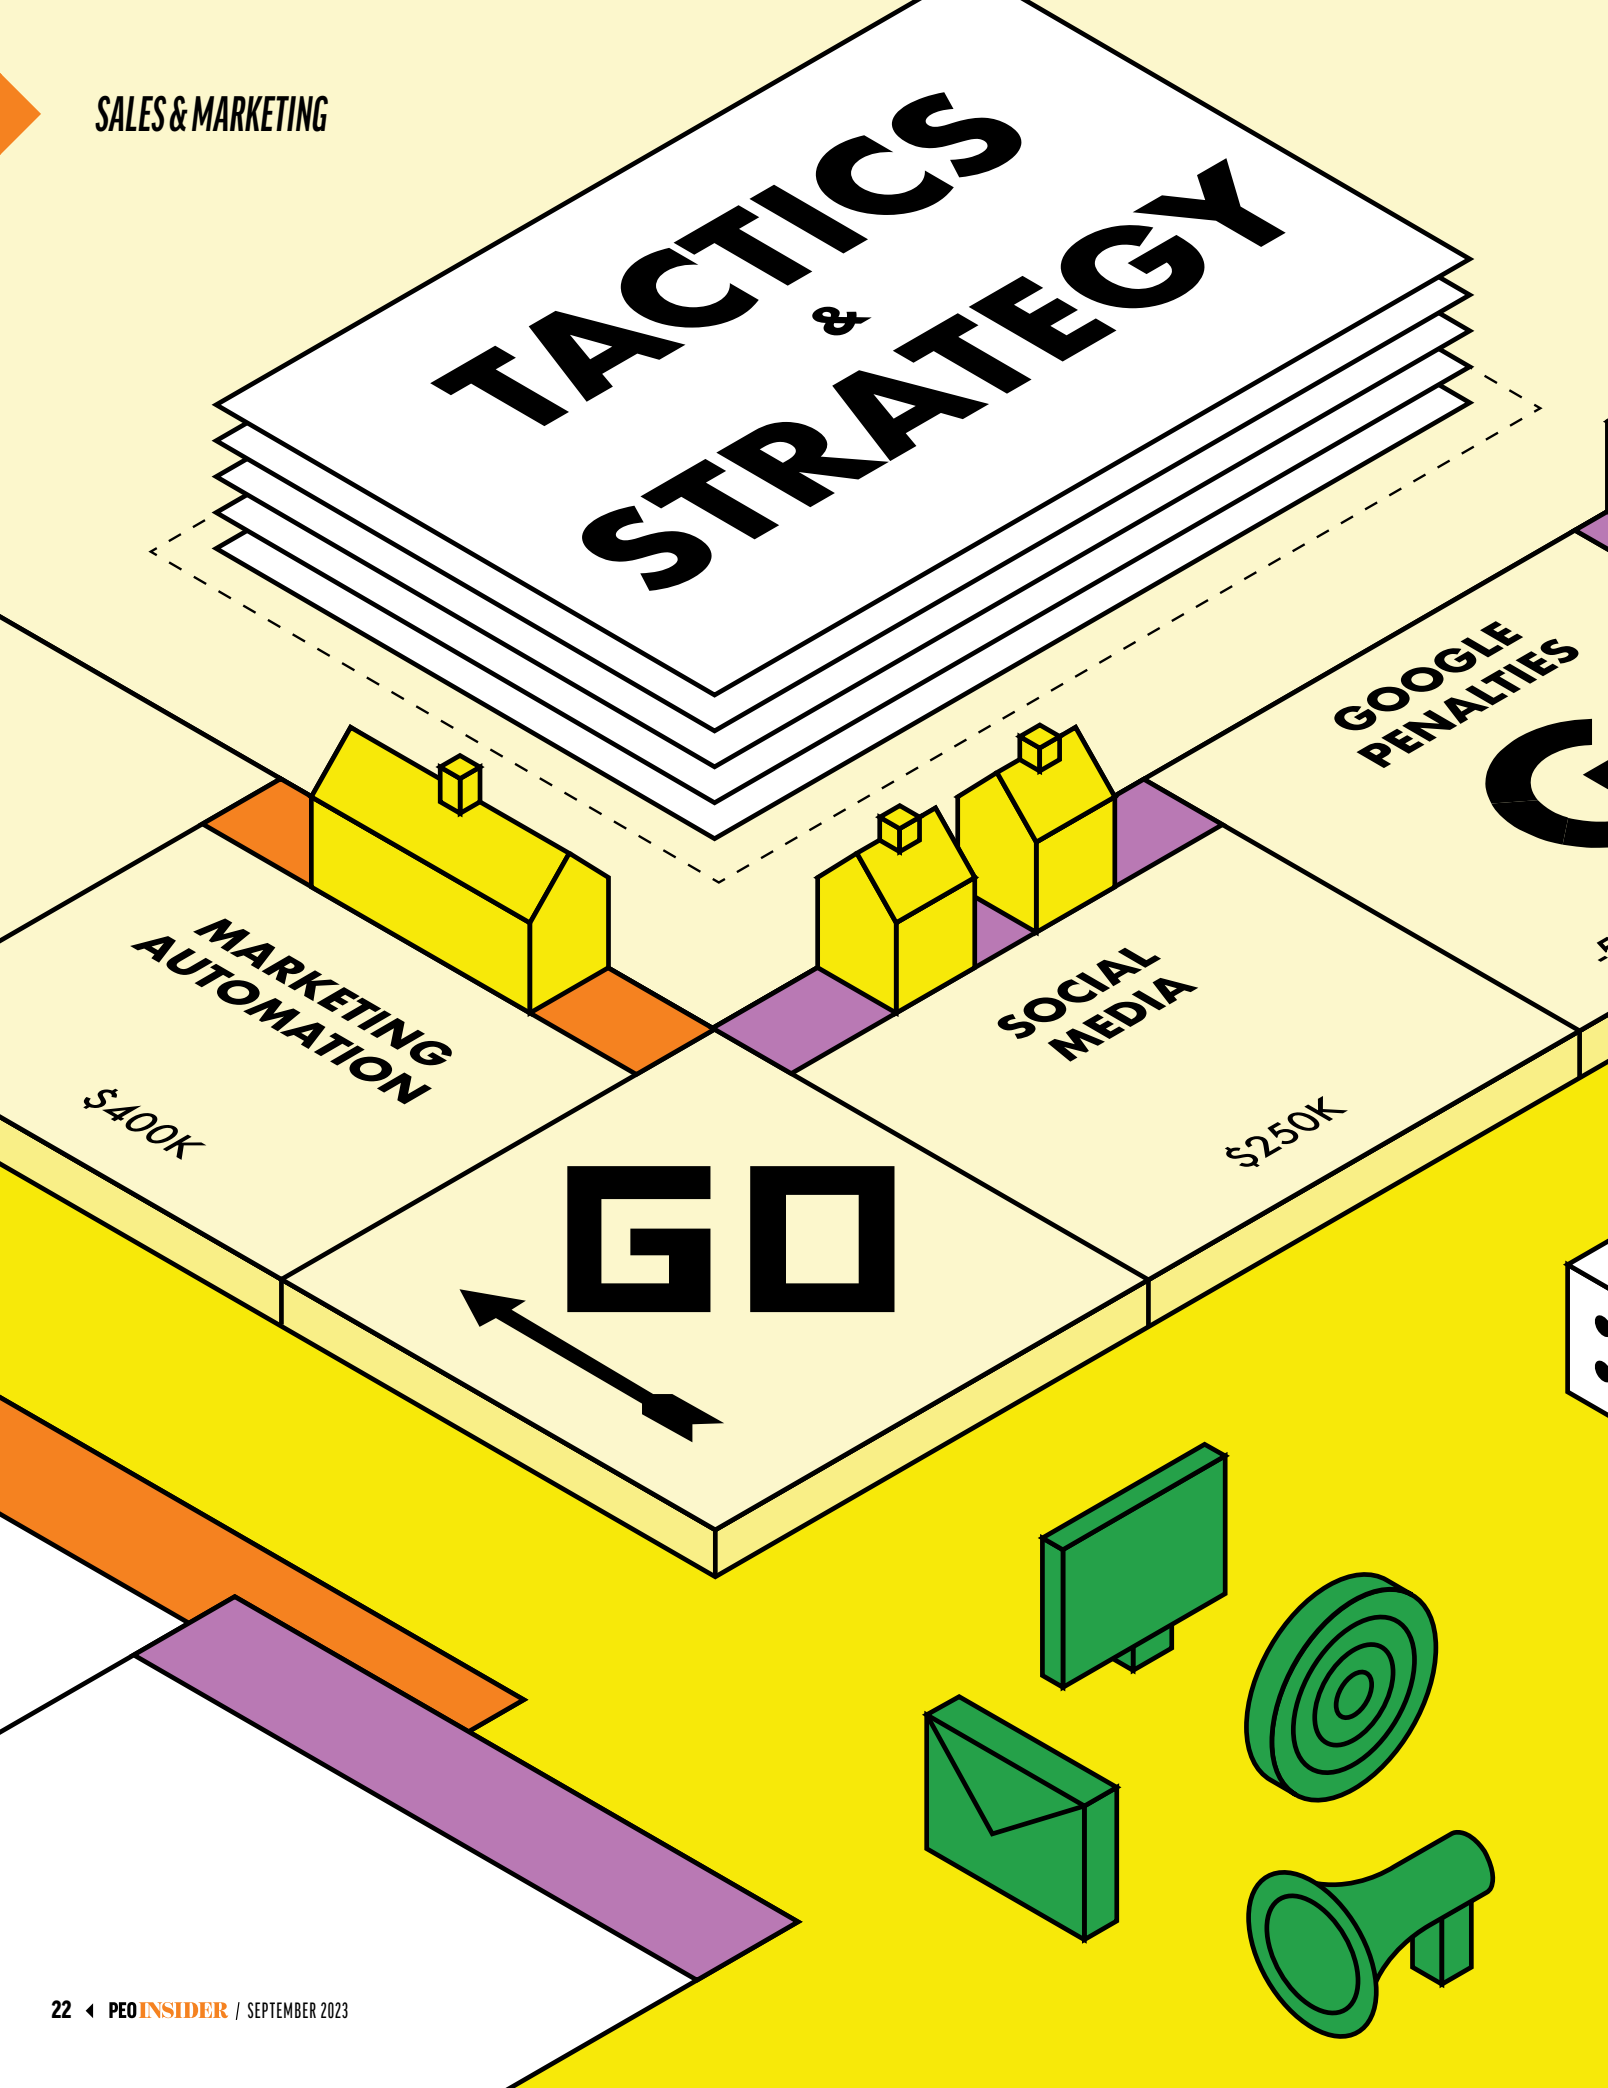 SALES & MARKETING
TACTICS
&
STRATEGY
GOOGLE
PENALTIES
MARKETING
AUTOMATION
$400K
SOCIAL
MEDIA
$250K
GO
22 PEO INSIDER / SEPTEMBER 2023